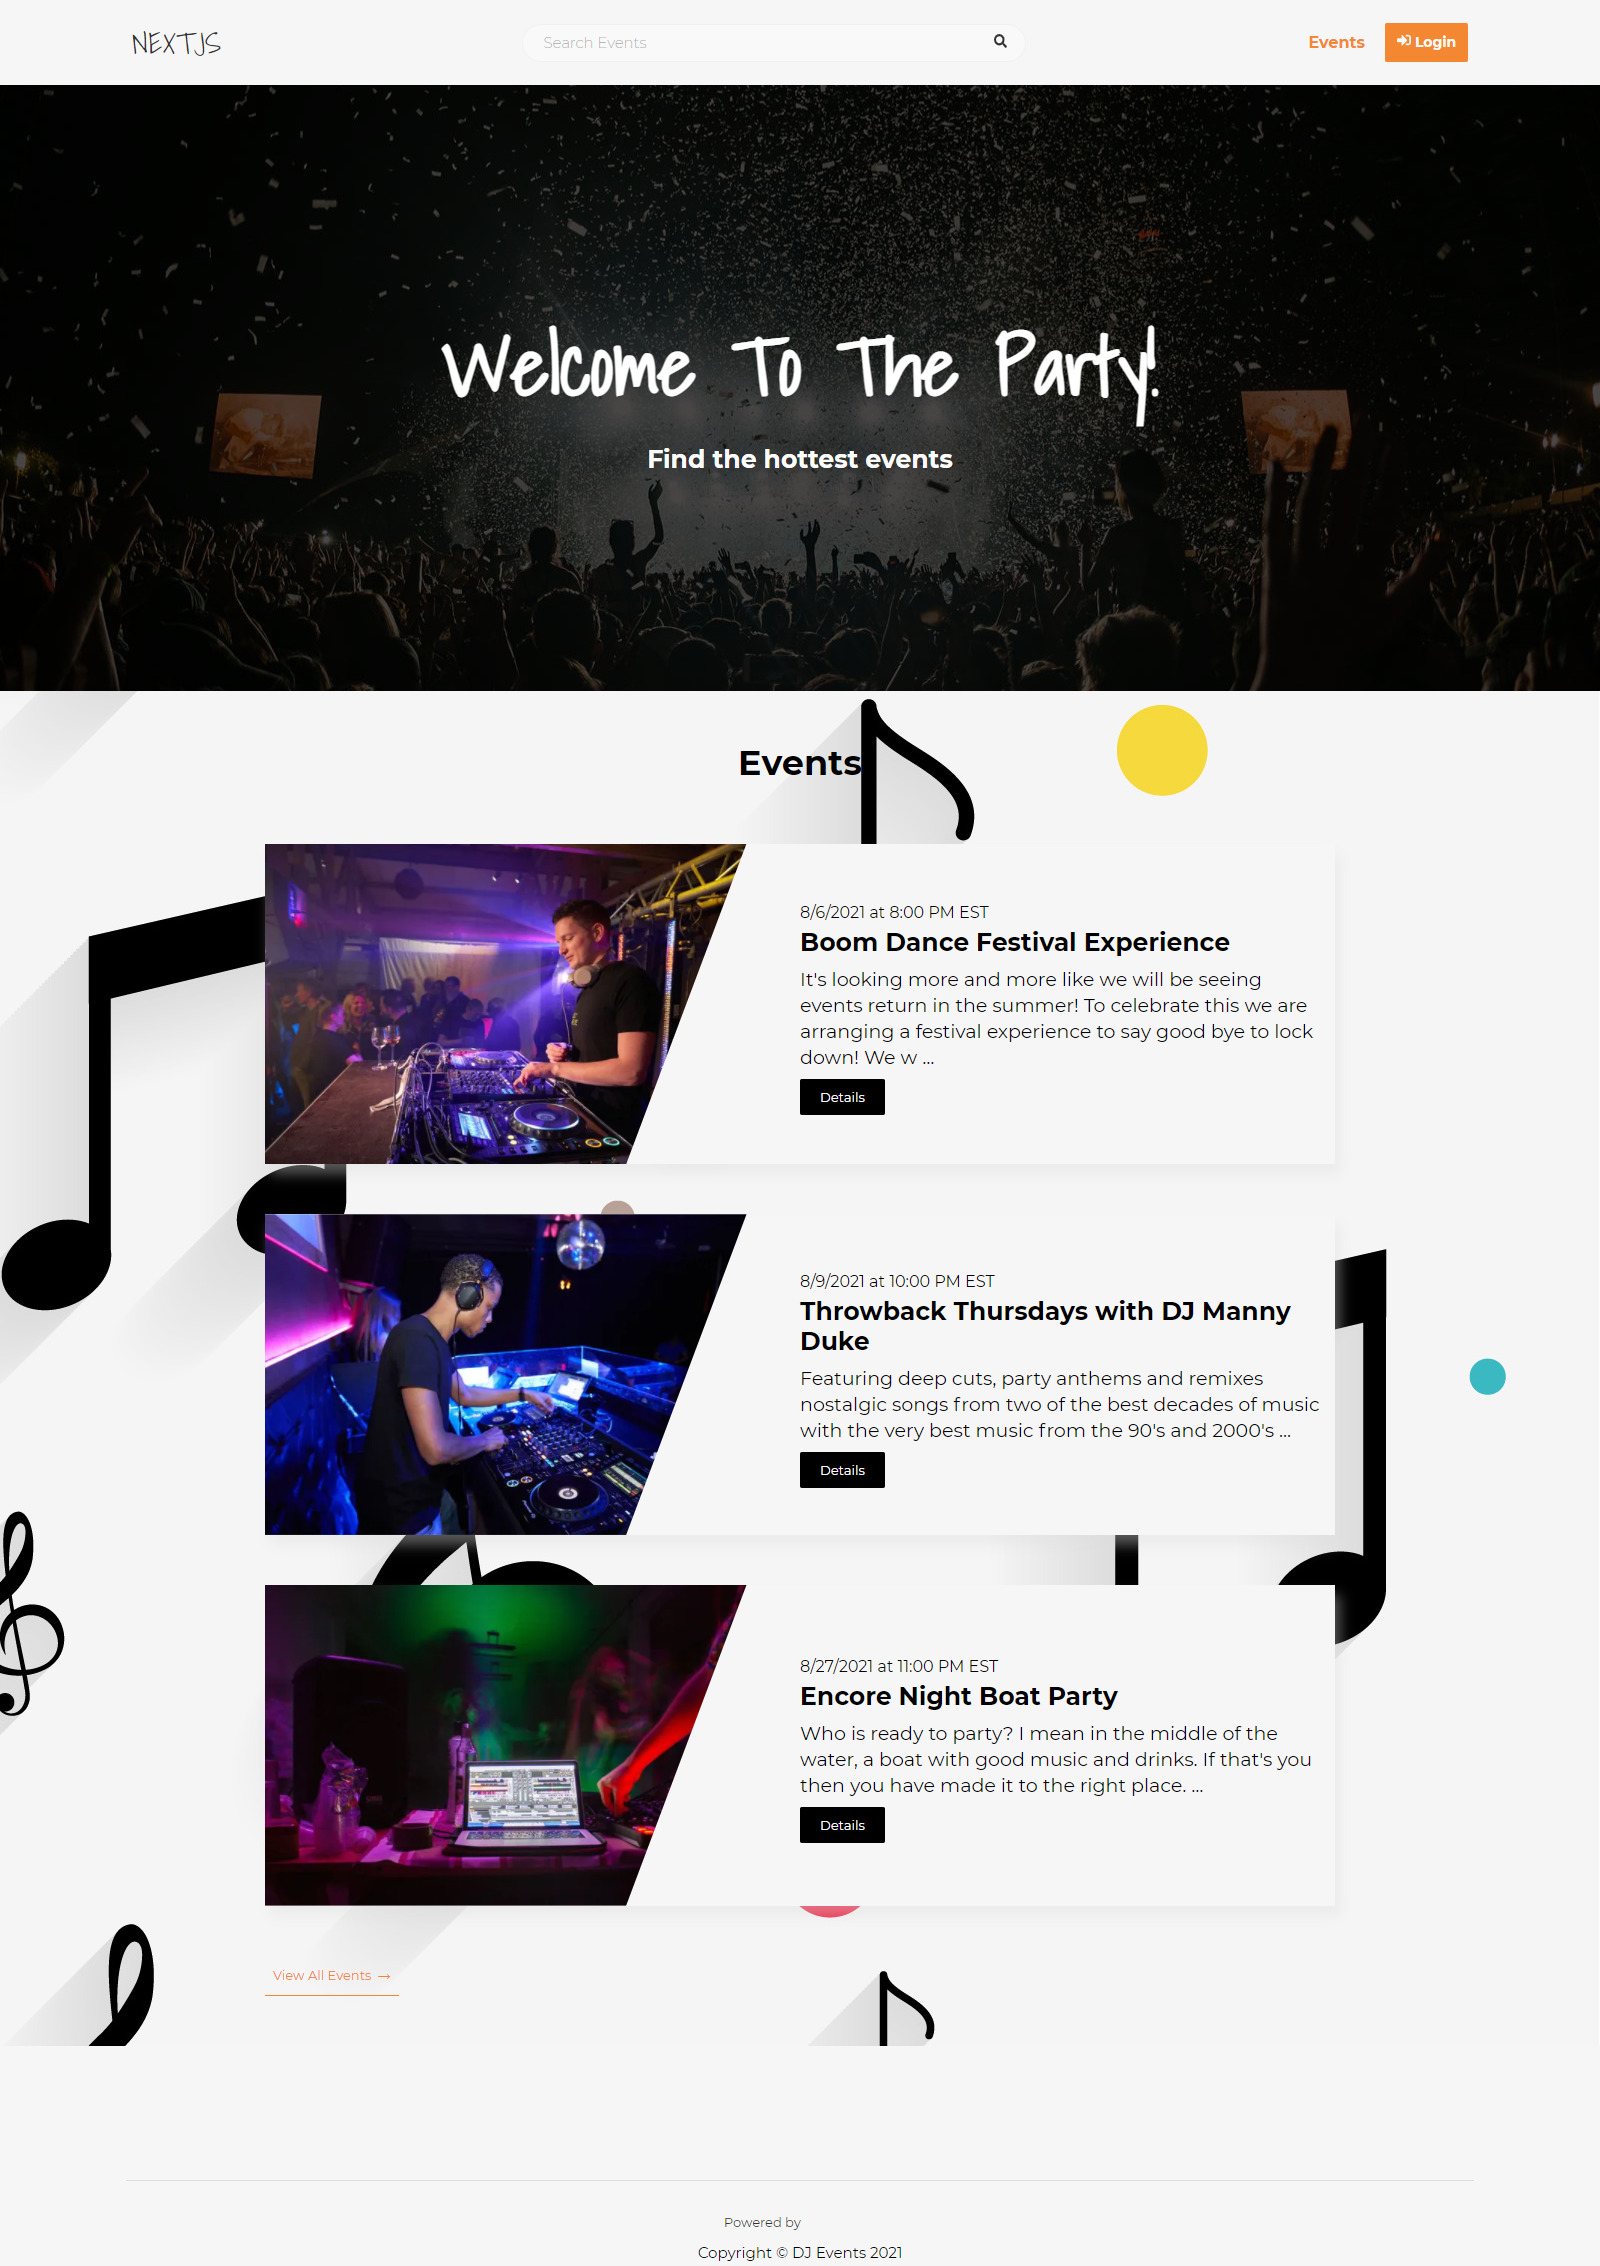 NEXTJS
Search Events
Events
Login
Welcome To The Party!
Find the hottest events
Events
8/6/2021 at 8:00 PM EST
Boom Dance Festival Experience
It's looking more and more like we will be seeing
events return in the summer! To celebrate this we are
arranging a festival experience to say good bye to lock
down! We w ...
Details
8/9/2021 at 10:00 PM EST
Throwback Thursdays with DJ Manny
Duke
Featuring deep cuts, party anthems and remixes
nostalgic songs from two of the best decades of music
with the very best music from the 90's and 2000's ...
Details
8/27/2021 at 11:00 PM EST
Encore Night Boat Party
Who is ready to party? I mean in the middle of the
water, a boat with good music and drinks. If that's you
then you have made it to the right place. ...
Details
View All Events →
Powered by
Copyright © DJ Events 2021